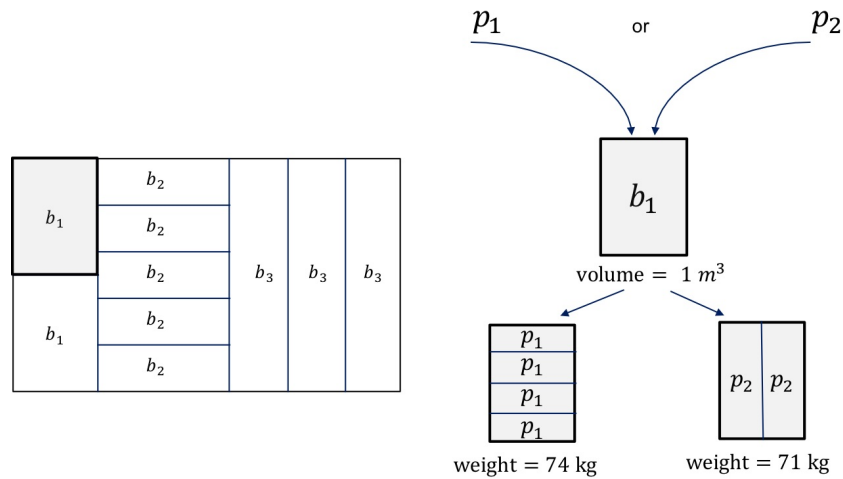 b₁
b₁
b₂
b₂
b₂
b₂
b₂
b₃ b₃ b₃
p₁ or p₂
b₁
volume = 1 m³
p₁
p₁
p₁
p₁
weight = 74 kg
p₂ p₂
weight = 71 kg